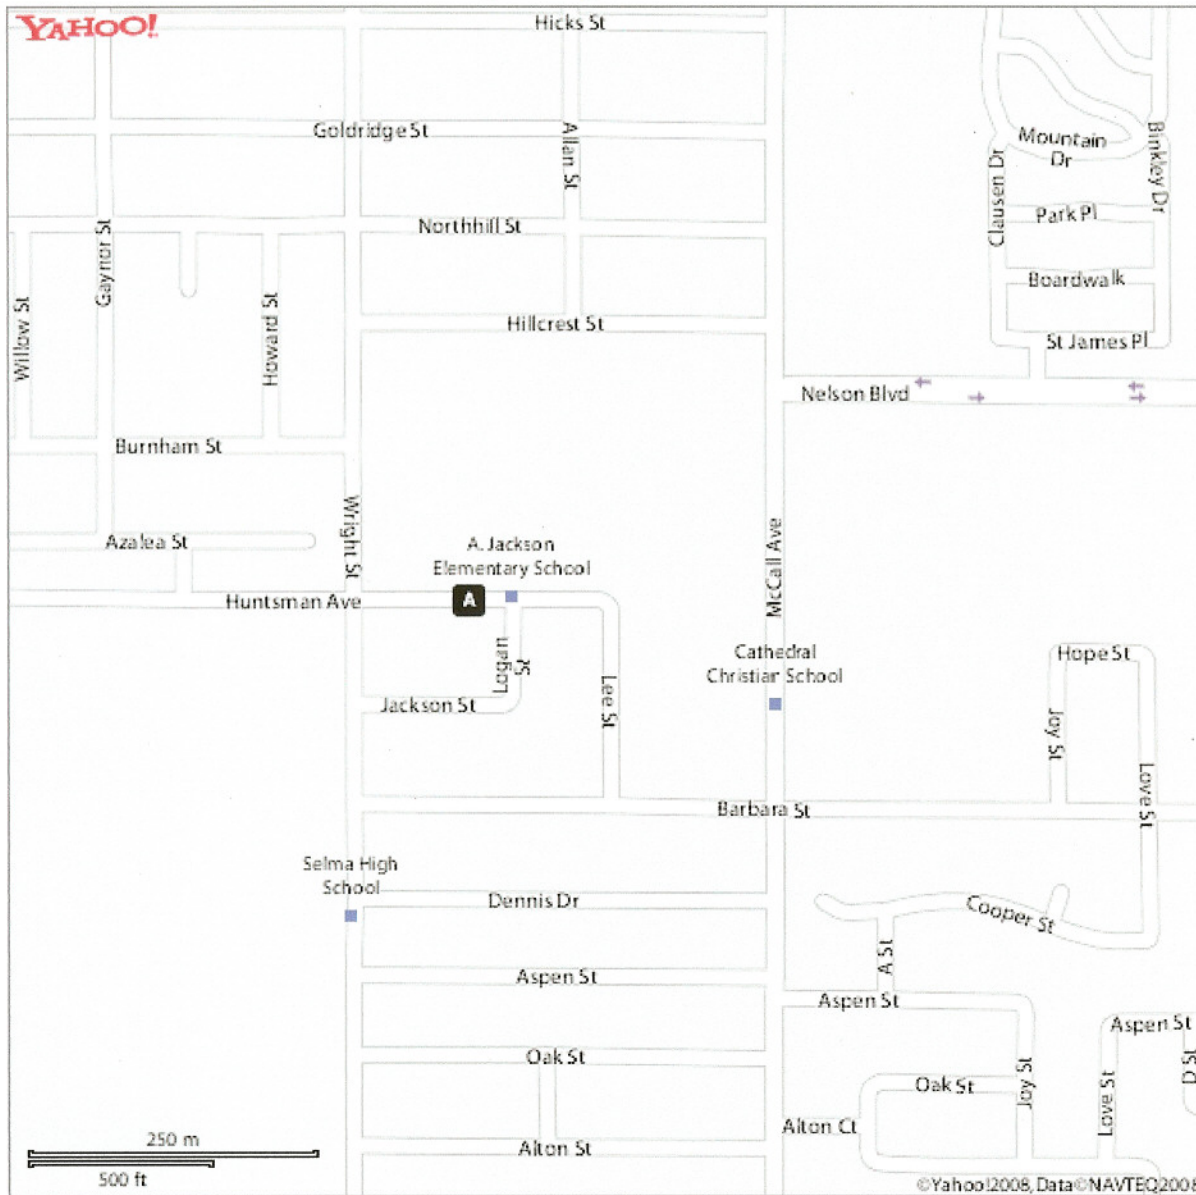 YAHOO!
Hicks St
Goldridge St
Allan St
Mountain
Dr
Binkley Dr
Clausen Dr
Park Pl
Northhill St
Gaynor St
Boardwalk
Willow St
Howard St
Hillcrest St
St James Pl
Nelson Blvd
Burnham St
Wright St
McCall Ave
Azalea St
A. Jackson
Elementary School
Huntsman Ave
A
Logan
St
Cathedral
Christian School
Hope St
Jackson St
Lee St
Joy St
Love St
Barbara St
Selma High
School
Dennis Dr
Cooper St
A St
Aspen St
Aspen St
Aspen St
Oak St
Oak St
Joy St
Love St
D St
Alton Ct
Alton St
250 m
500 ft
©Yahoo!2008, Data©NAVTEQ2008